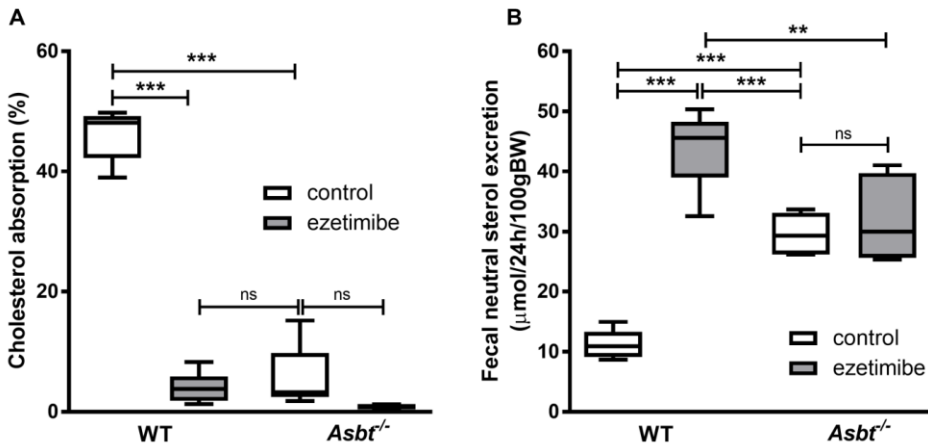 A
Cholesterol absorption (%)
60
40
20
0
***
***
control
ezetimibe
ns
ns
WT
Asbt-/-
B
Fecal neutral sterol excretion
(μmol/24h/100gBW)
60
50
40
30
20
10
0
**
***
***
***
ns
control
ezetimibe
WT
Asbt-/-